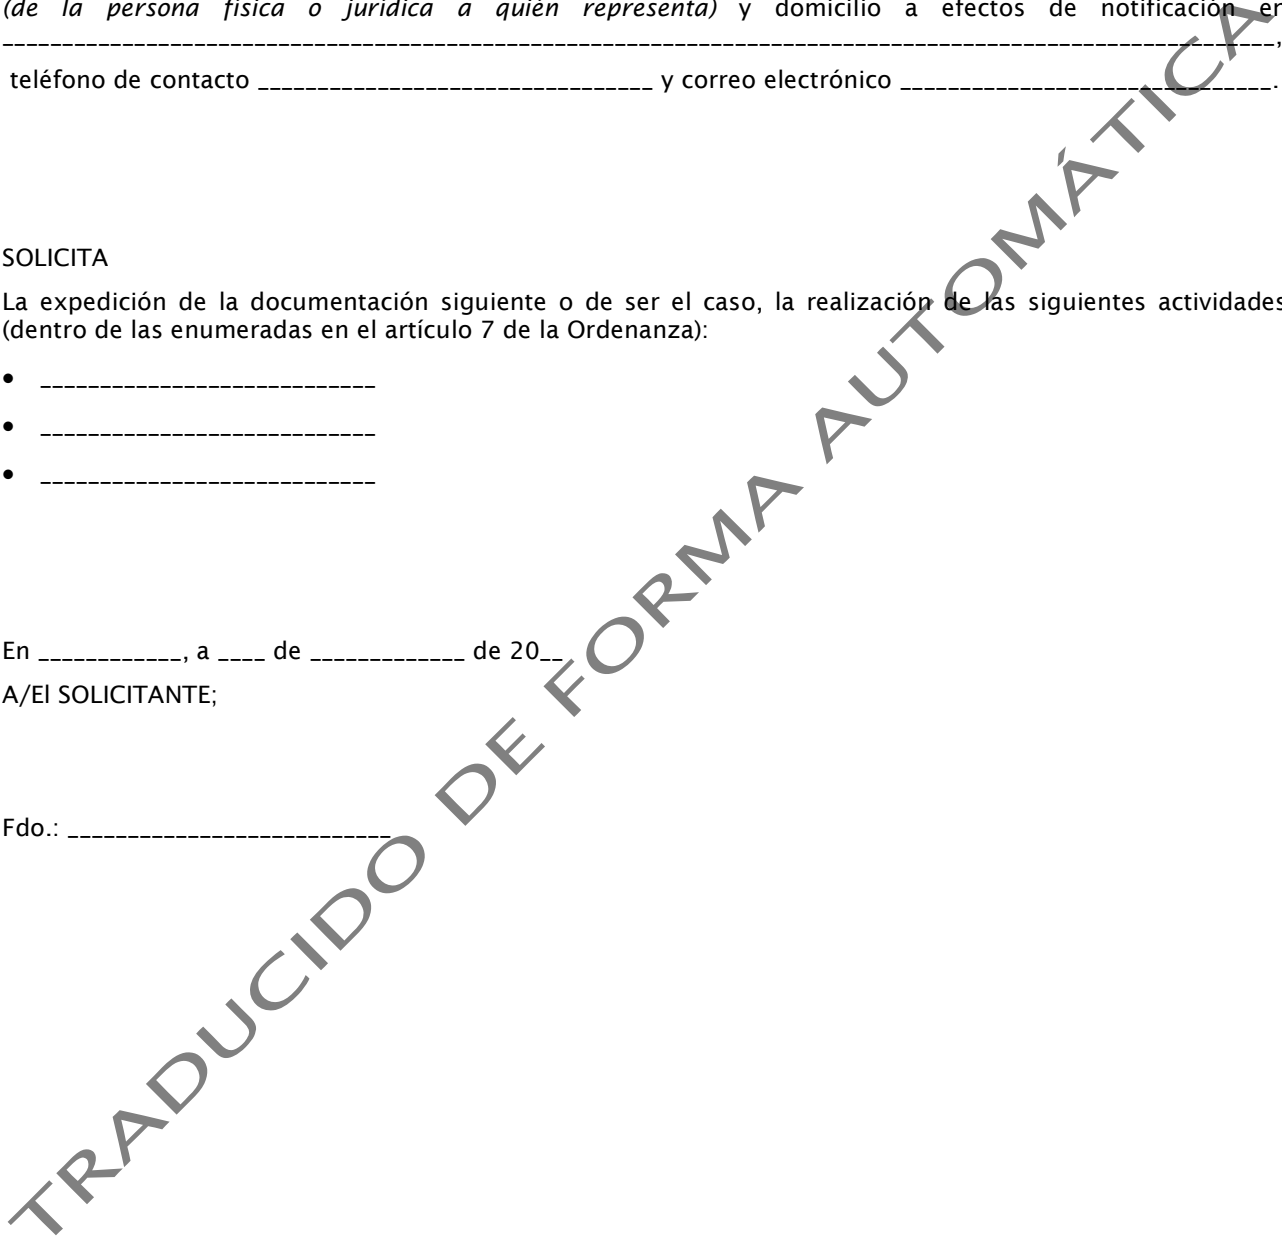 (de la persona física o jurídica a quién representa) y domicilio a efectos de notificación en
___________________________________________________________________________________________________________,
teléfono de contacto _________________________________ y correo electrónico _______________________________.
SOLICITA
La expedición de la documentación siguiente o de ser el caso, la realización de las siguientes actividades
(dentro de las enumeradas en el artículo 7 de la Ordenanza):
• ____________________________
• ____________________________
• ____________________________
En ____________, a ____ de _____________ de 20__
A/El SOLICITANTE;
Fdo.: ___________________________
TRADUCIDO DE FORMA AUTOMÁTICA